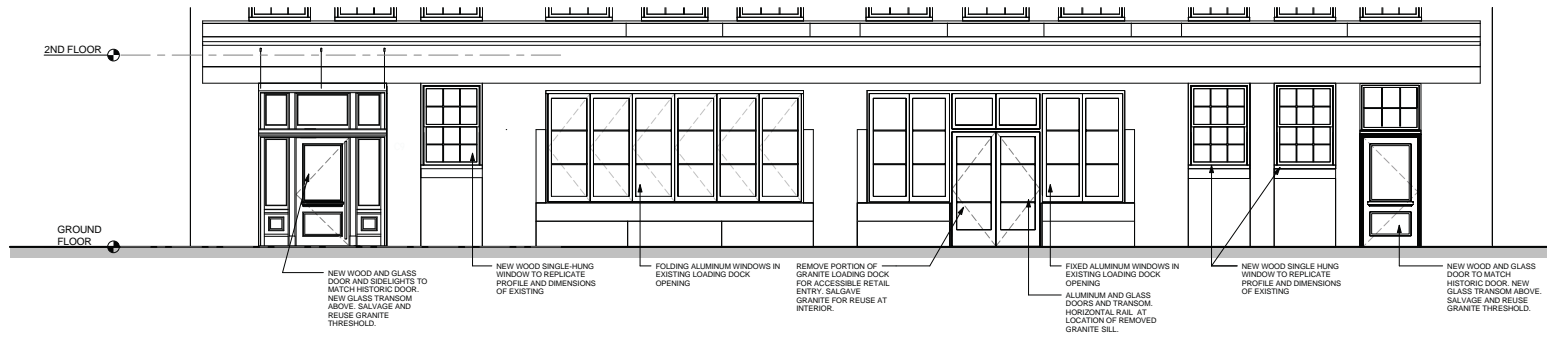 2ND FLOOR
GROUND
FLOOR
NEW WOOD AND GLASS
DOOR AND SIDELIGHTS TO
MATCH HISTORIC DOOR.
NEW GLASS TRANSOM
ABOVE. SALVAGE AND
REUSE GRANITE
THRESHOLD.
NEW WOOD SINGLE-HUNG
WINDOW TO REPLICATE
PROFILE AND DIMENSIONS
OF EXISTING
FOLDING ALUMINUM WINDOWS IN
EXISTING LOADING DOCK
OPENING
REMOVE PORTION OF
GRANITE LOADING DOCK
FOR ACCESSIBLE RETAIL
ENTRY. SALGAVE
GRANITE FOR REUSE AT
INTERIOR.
FIXED ALUMINUM WINDOWS IN
EXISTING LOADING DOCK
OPENING
ALUMINUM AND GLASS
DOORS AND TRANSOM.
HORIZONTAL RAIL AT
LOCATION OF REMOVED
GRANITE SILL.
NEW WOOD SINGLE HUNG
WINDOW TO REPLICATE
PROFILE AND DIMENSIONS
OF EXISTING
NEW WOOD AND GLASS
DOOR TO MATCH
HISTORIC DOOR. NEW
GLASS TRANSOM ABOVE.
SALVAGE AND REUSE
GRANITE THRESHOLD.